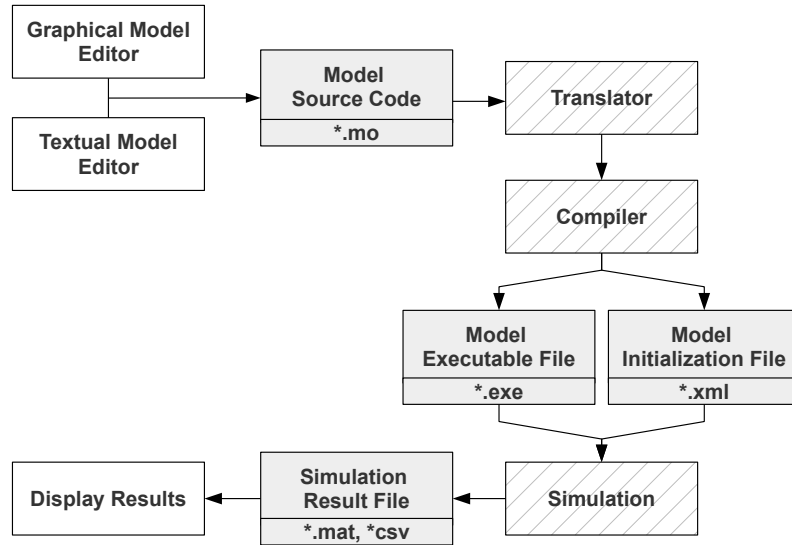 Graphical Model
Editor
Textual Model
Editor
Model
Source Code
*.mo
Translator
Compiler
Model
Executable File
*.exe
Model
Initialization File
*.xml
Simulation
Simulation
Result File
*.mat, *csv
Display Results